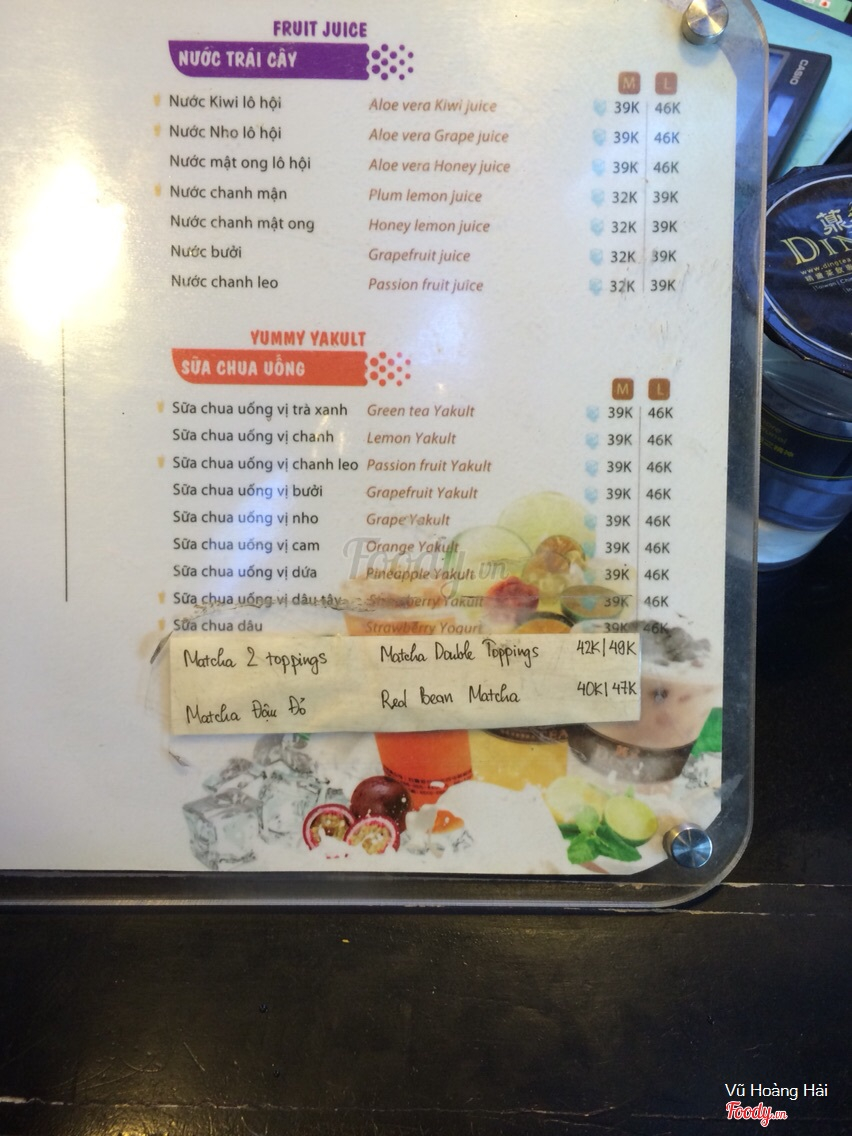 FRUIT JUICE
NƯỚC TRÁI CÂY
M L
Nước Kiwi lô hội Aloe vera Kiwi juice 39K 46K
Nước Nho lô hội Aloe vera Grape juice 39K 46K
Nước mật ong lô hội Aloe vera Honey juice 39K 46K
Nước chanh mận Plum lemon juice 32K 39K
Nước chanh mật ong Honey lemon juice 32K 39K
Nước bưởi Grapefruit juice 32K 39K
Nước chanh leo Passion fruit juice 32K 39K
YUMMY YAKULT
SỮA CHUA UỐNG
M L
Sữa chua uống vị trà xanh Green tea Yakult 39K 46K
Sữa chua uống vị chanh Lemon Yakult 39K 46K
Sữa chua uống vị chanh leo Passion fruit Yakult 39K 46K
Sữa chua uống vị bưởi Grapefruit Yakult 39K 46K
Sữa chua uống vị nho Grape Yakult 39K 46K
Sữa chua uống vị cam Orange Yakult 39K 46K
Sữa chua uống vị dứa Pineapple Yakult 39K 46K
Sữa chua uống vị dâu tây Strawberry Yakult 39K 46K
Sữa chua dâu Strawberry Yogurt 39K 46K
Matcha 2 toppings Matcha Double Toppings 42K|49K
Matcha Đậu Đỏ Red Bean Matcha 40K|47K
Foody.vn
CASIO
Vũ Hoàng Hải
Foody.vn